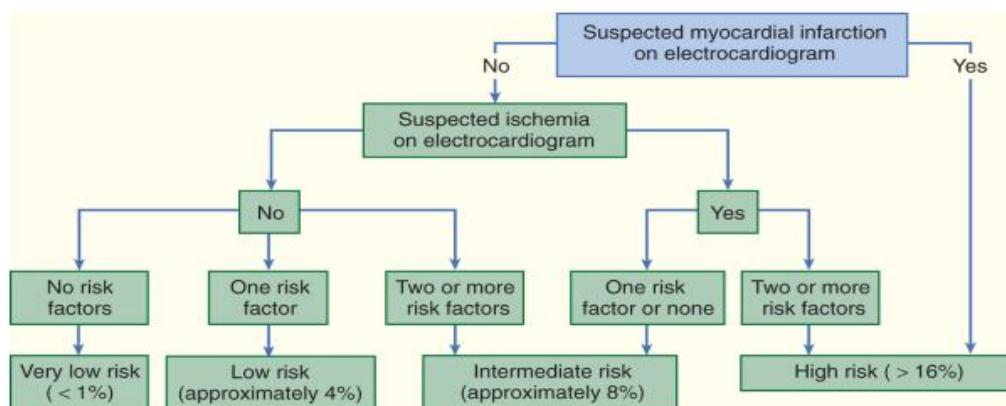 Suspected myocardial infarction
on electrocardiogram
No
Yes
Suspected ischemia
on electrocardiogram
No
Yes
No risk
factors
One risk
factor
Two or more
risk factors
One risk
factor or none
Two or more
risk factors
Very low risk
( < 1%)
Low risk
(approximately 4%)
Intermediate risk
(approximately 8%)
High risk ( > 16%)